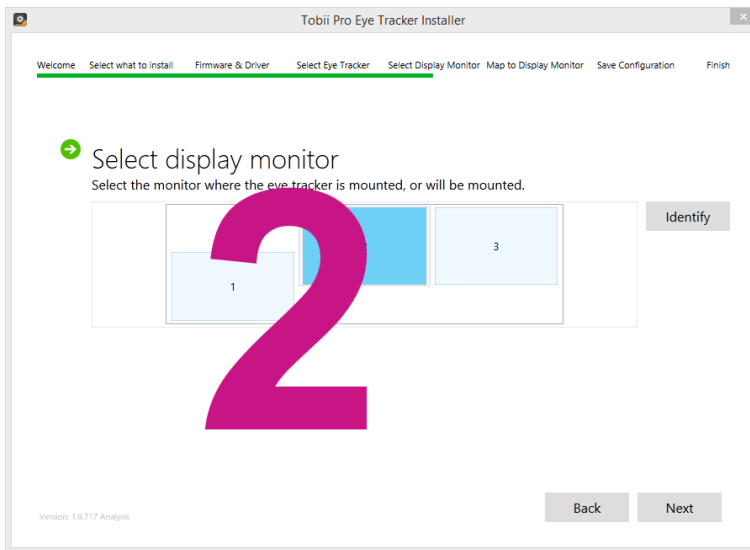 Tobii Pro Eye Tracker Installer
Welcome Select what to install Firmware & Driver Select Eye Tracker Select Display Monitor Map to Display Monitor Save Configuration Finish
Select display monitor
Select the monitor where the eye tracker is mounted, or will be mounted.
Identify
3
1
2
Back Next
Version: 1.9.717 Analysis